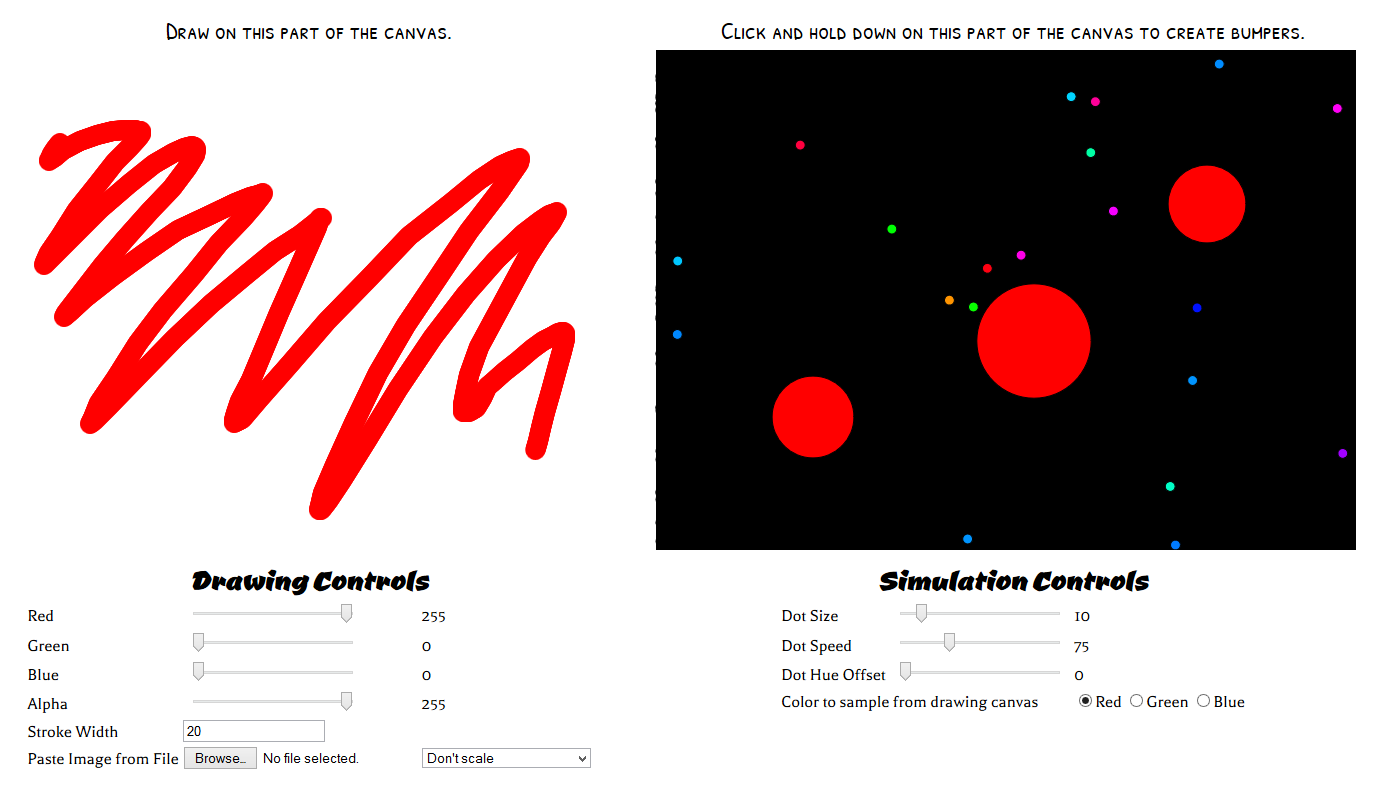 Draw on this part of the canvas.
Click and hold down on this part of the canvas to create bumpers.
Drawing Controls
Red 255
Green 0
Blue 0
Alpha 255
Stroke Width 20
Paste Image from File Browse... No file selected. Don't scale
Simulation Controls
Dot Size 10
Dot Speed 75
Dot Hue Offset 0
Color to sample from drawing canvas Red Green Blue